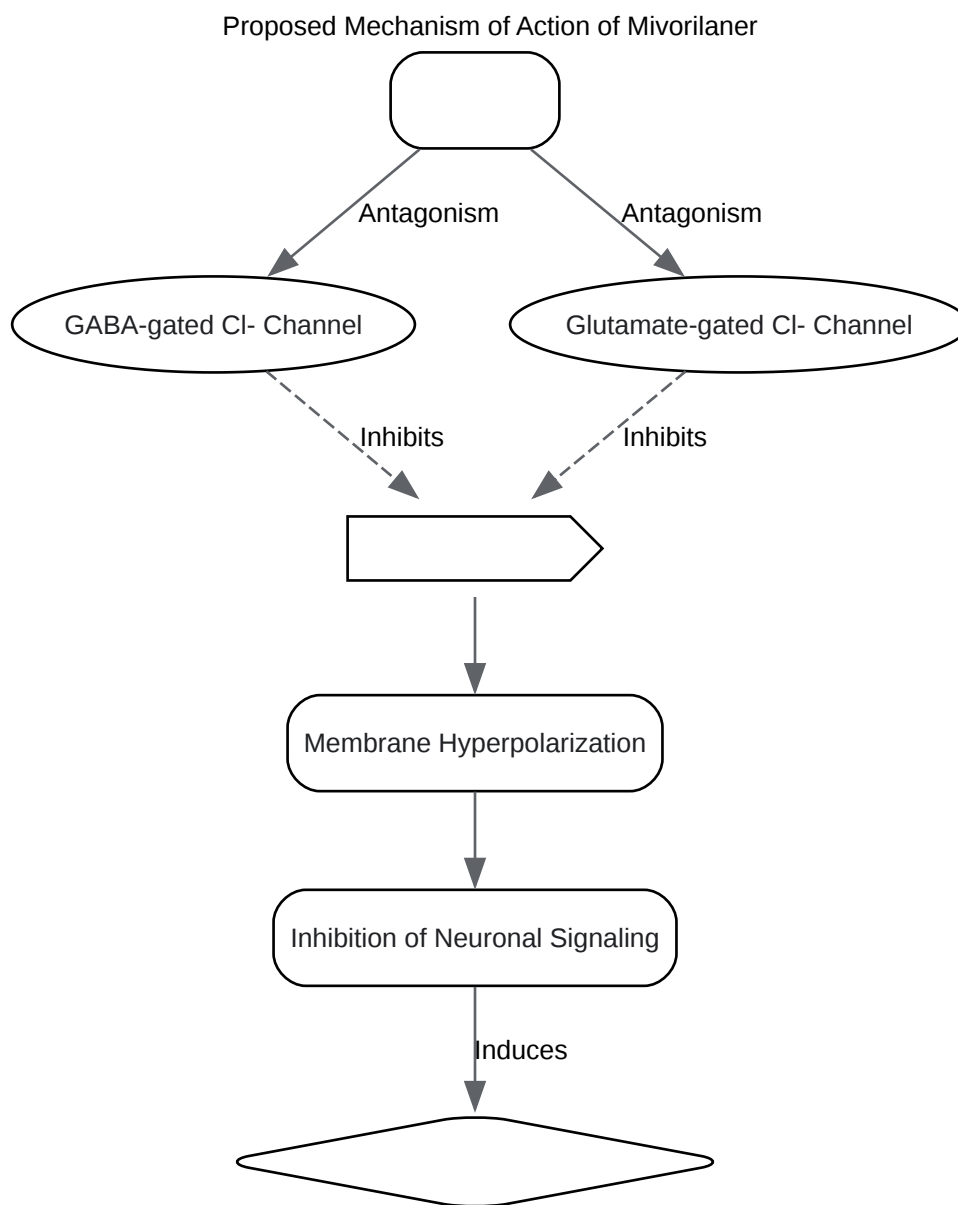 Proposed Mechanism of Action of Mivorilaner
Antagonism
Antagonism
GABA-gated Cl- Channel
Glutamate-gated Cl- Channel
Inhibits
Inhibits
Membrane Hyperpolarization
Inhibition of Neuronal Signaling
Induces